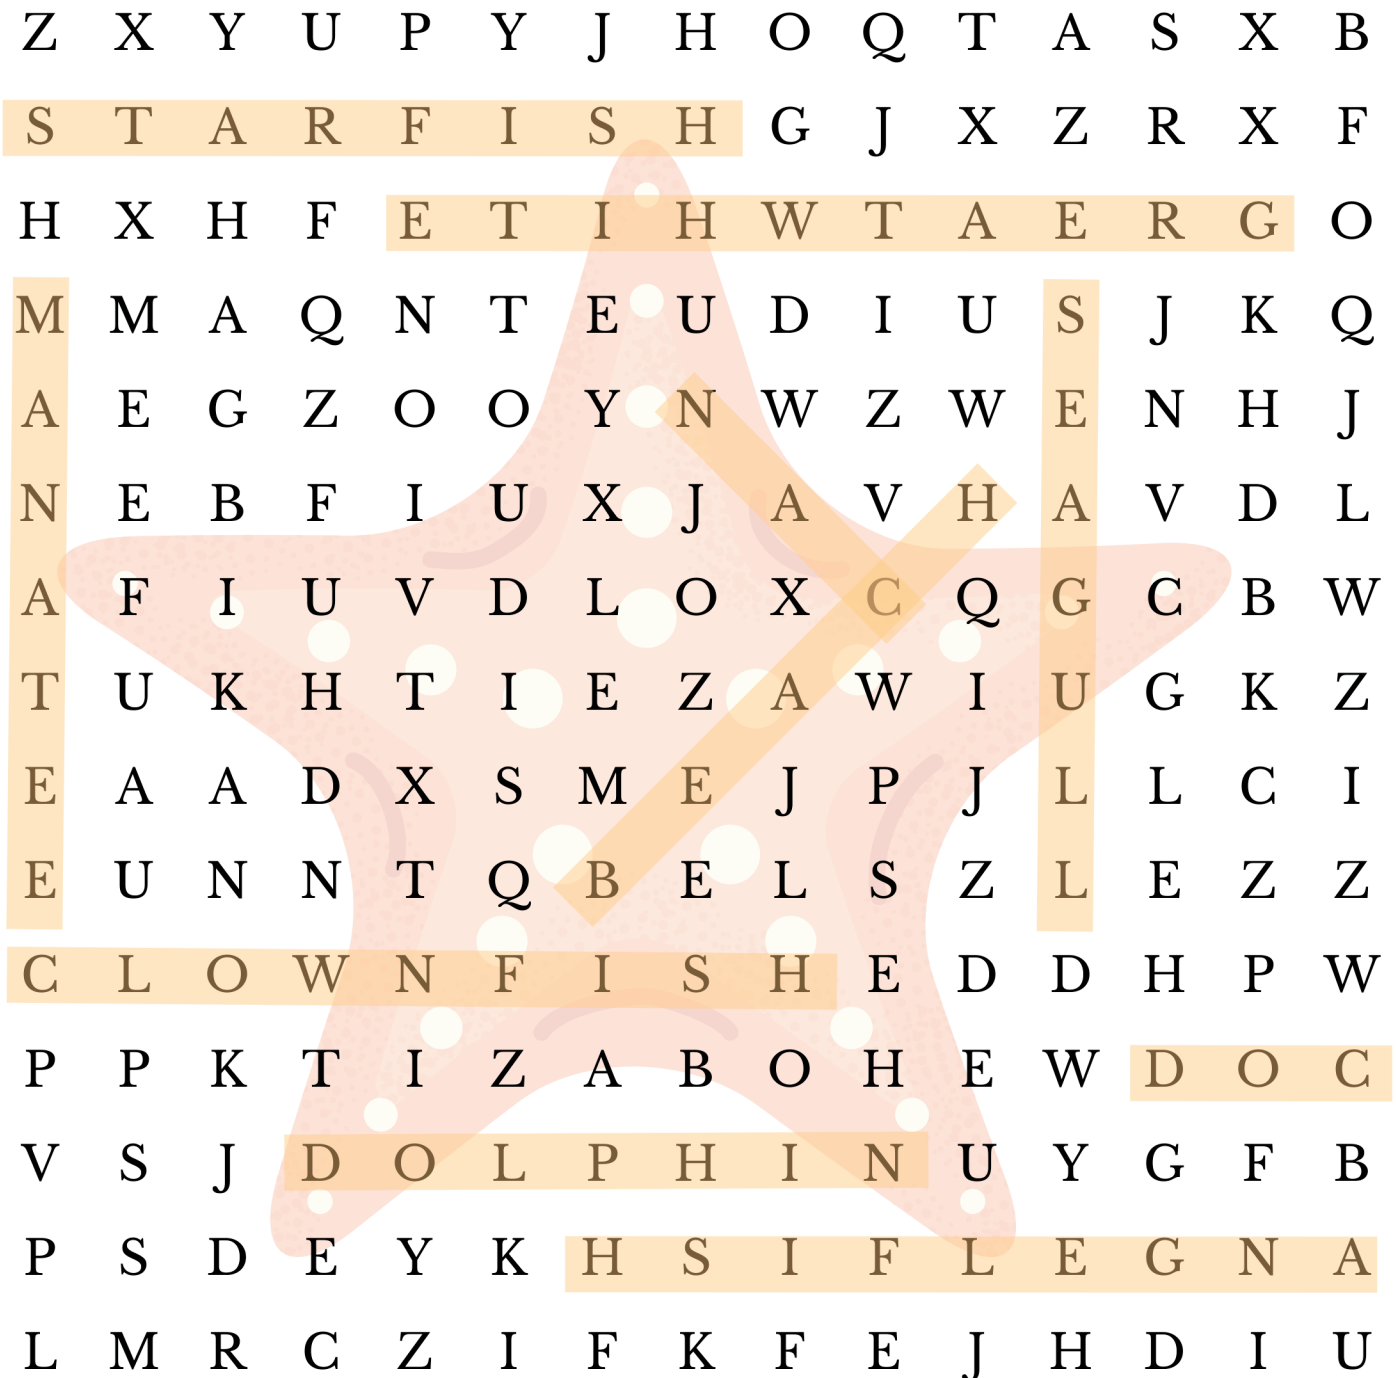 Z X Y U P Y J H O Q T A S X B
S T A R F I S H G J X Z R X F
H X H F E T I H W T A E R G O
M M A Q N T E U D I U S J K Q
A E G Z O O Y N W Z W E N H J
N E B F I U X J A V H A V D L
A F I U V D L O X C Q G C B W
T U K H T I E Z A W I U G K Z
E A A D X S M E J P J L L C I
E U N N T Q B E L S Z L E Z Z
C L O W N F I S H E D D H P W
P P K T I Z A B O H E W D O C
V S J D O L P H I N U Y G F B
P S D E Y K H S I F L E G N A
L M R C Z I F K F E J H D I U